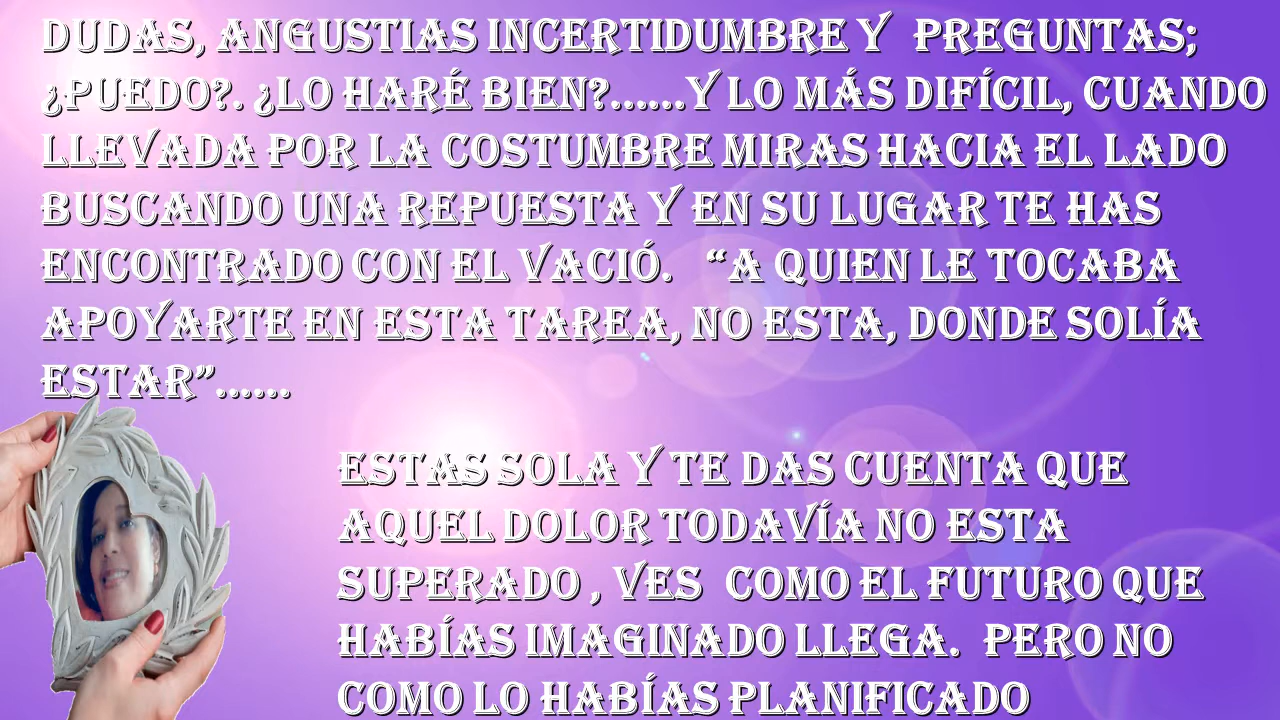 DUDAS, ANGUSTIAS INCERTIDUMBRE Y PREGUNTAS;
¿PUEDO?. ¿LO HARÉ BIEN?......Y LO MÁS DIFÍCIL, CUANDO
LLEVADA POR LA COSTUMBRE MIRAS HACIA EL LADO
BUSCANDO UNA REPUESTA Y EN SU LUGAR TE HAS
ENCONTRADO CON EL VACIÓ. “A QUIEN LE TOCABA
APOYARTE EN ESTA TAREA, NO ESTA, DONDE SOLÍA
ESTAR”......
ESTAS SOLA Y TE DAS CUENTA QUE
AQUEL DOLOR TODAVÍA NO ESTA
SUPERADO , VES COMO EL FUTURO QUE
HABÍAS IMAGINADO LLEGA. PERO NO
COMO LO HABÍAS PLANIFICADO